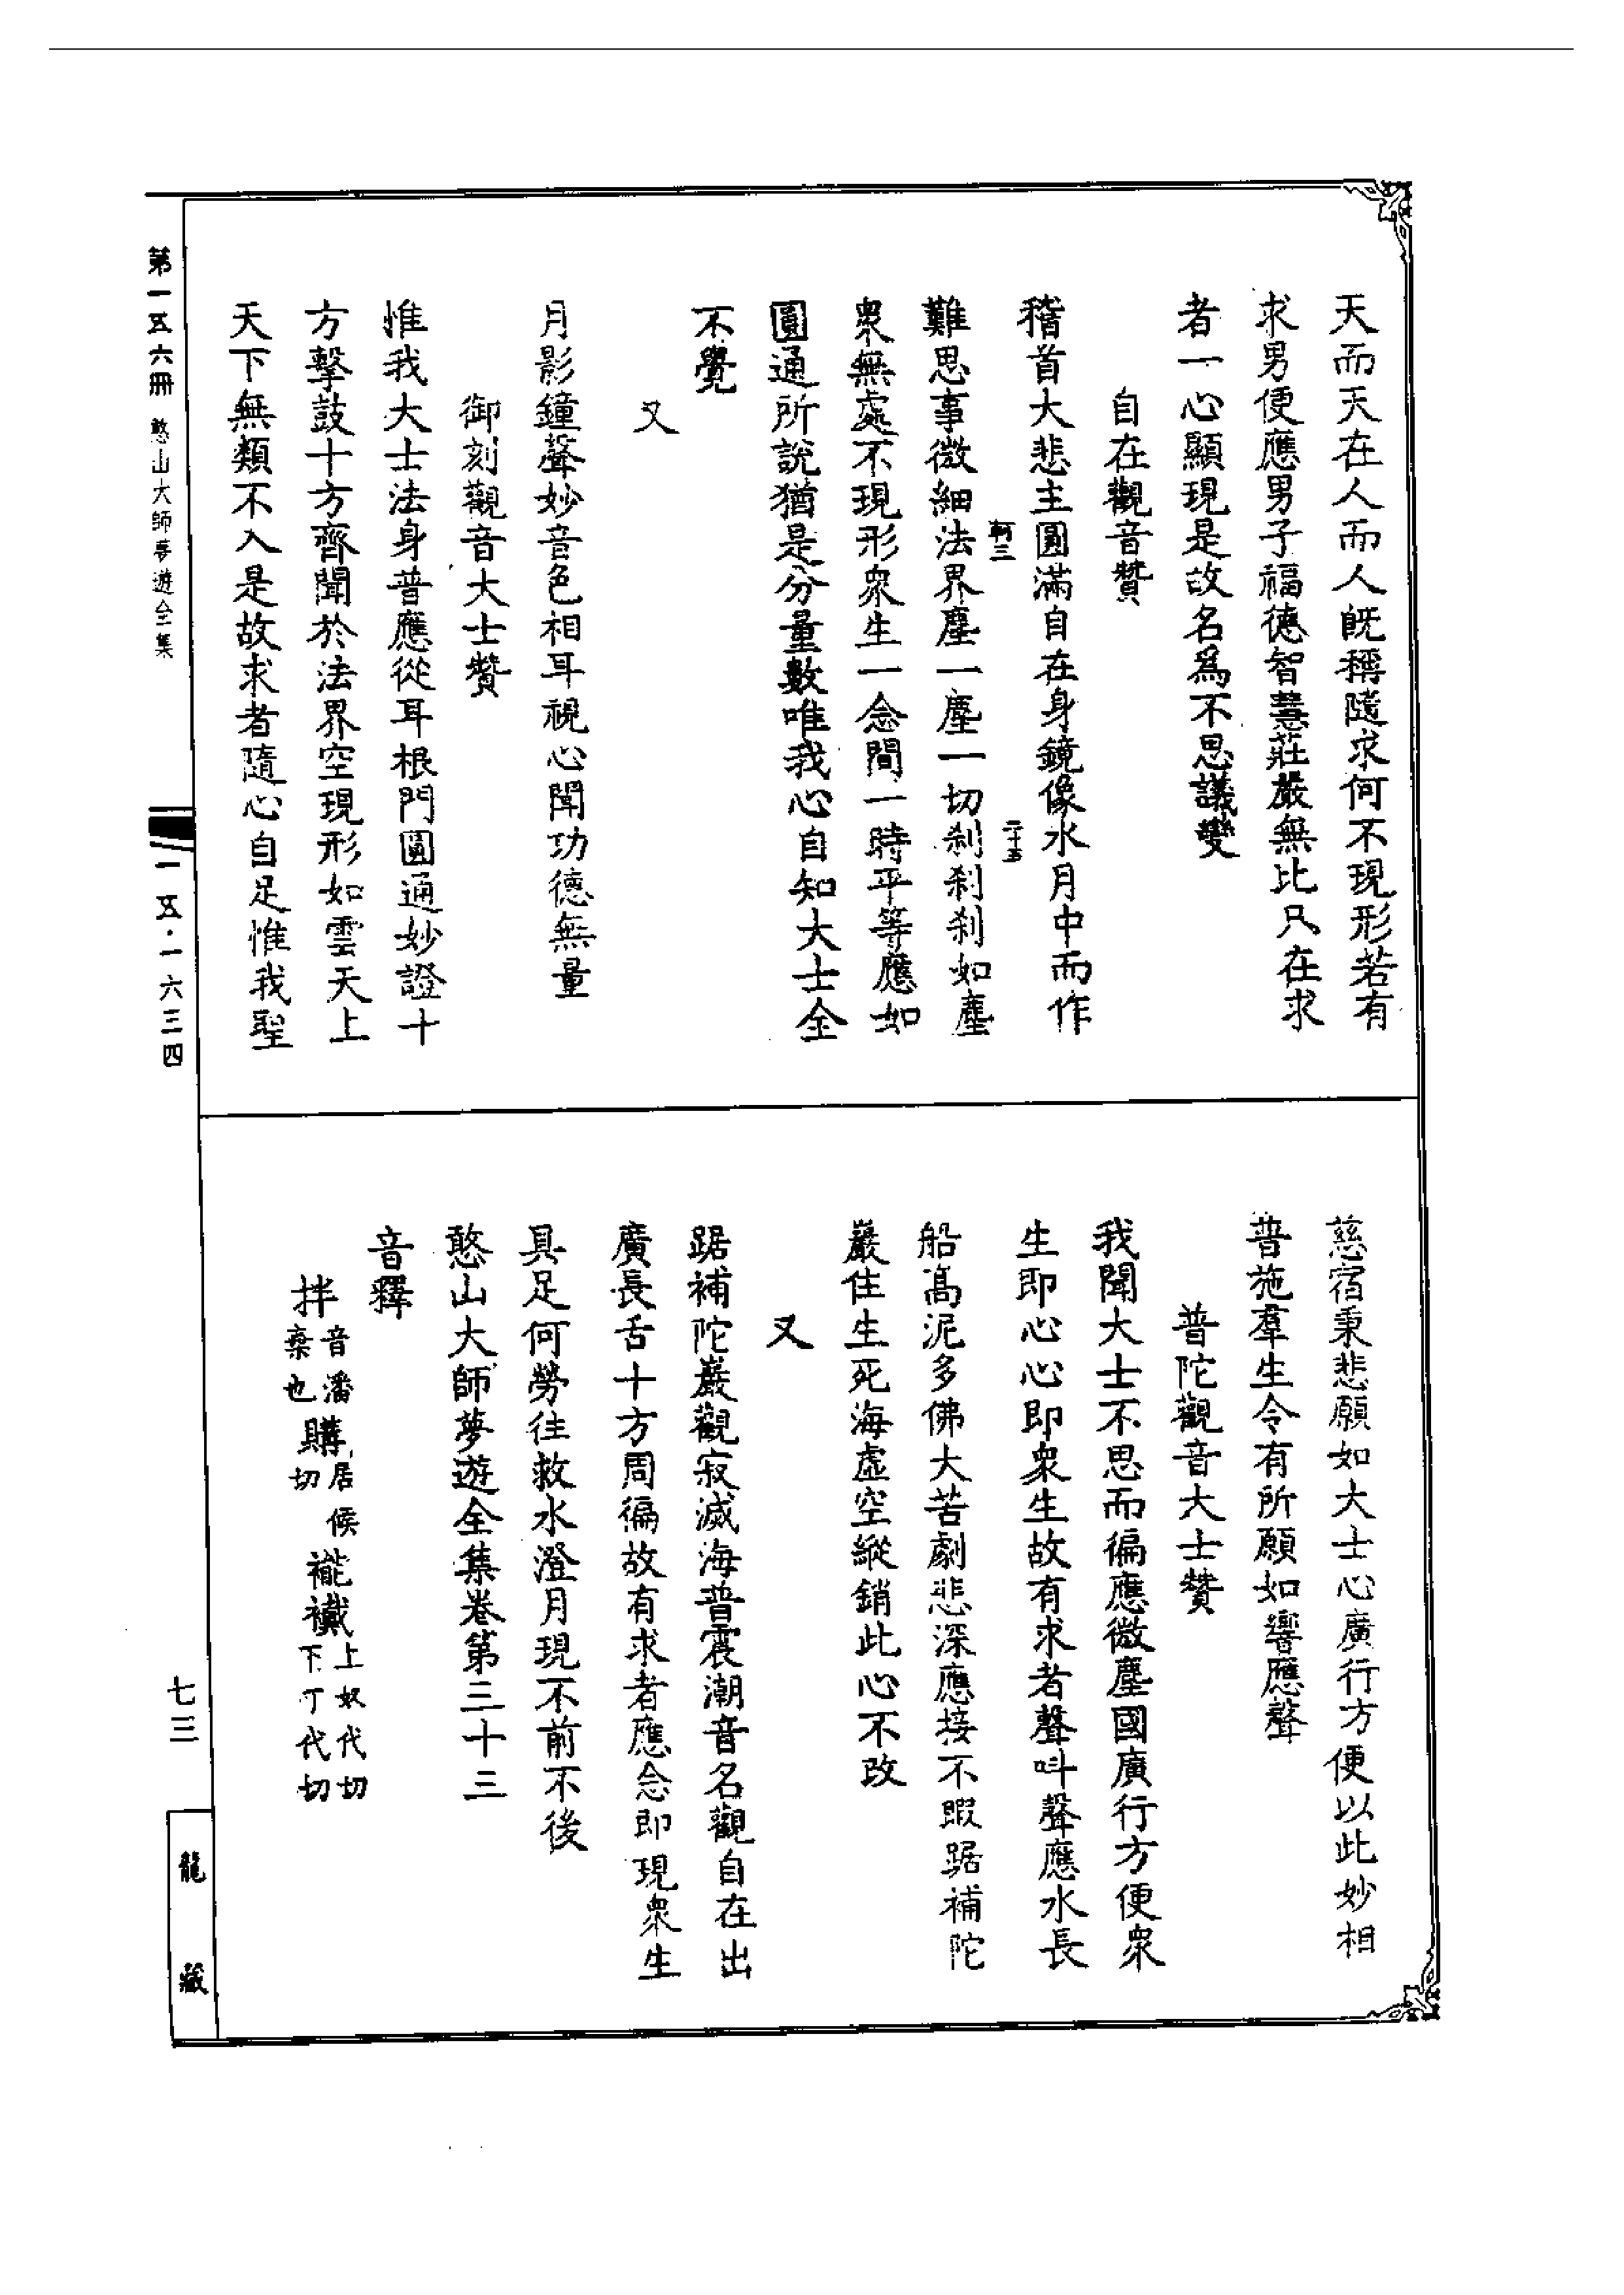 天而天在人而人既稱隨求何不現形若有
求男便應男子福德智慧莊嚴無比只在求
者一心顯現是故名爲不思議變
自在觀音贊
稽首大悲主圓滿自在身鏡像水月中而作
軻三
二十五
難思事微細法界塵一塵一切刹刹刹如塵
衆無處不現形衆生一念間一時平等應如
圓通所說猶是分量數唯我心自知大士全
不覺
又
月影鐘聲妙音色相耳視心聞功德無量
御刻觀音大士贊
惟我大士法身普應從耳根門圓通妙證十
方擊鼓十方齊聞於法界空現形如雲天上
天下無類不入是故求者隨心自足惟我聖
慈宿秉悲願如大士心廣行方便以此妙相
普施羣生令有所願如響應聲
普陀觀音大士贊
我聞大士不思而徧應微塵國廣行方便衆
生即心心即衆生故有求者聲呌聲應水長
船高泥多佛大苦劇悲深應接不暇踞補陀
巖住生死海虛空縱銷此心不改
又
踞補陀巖觀寂滅海普震潮音名觀自在出
廣長舌十方周徧故有求者應念即現衆生
具足何勞往救水澄月現不前不後
憨山大師夢遊全集卷第三十三
音釋
拌音潘棄也購居候切褦襶上奴代切下丁代切
第一五六冊 憨山大師夢遊全集
一五·一六三四
七三
龍藏